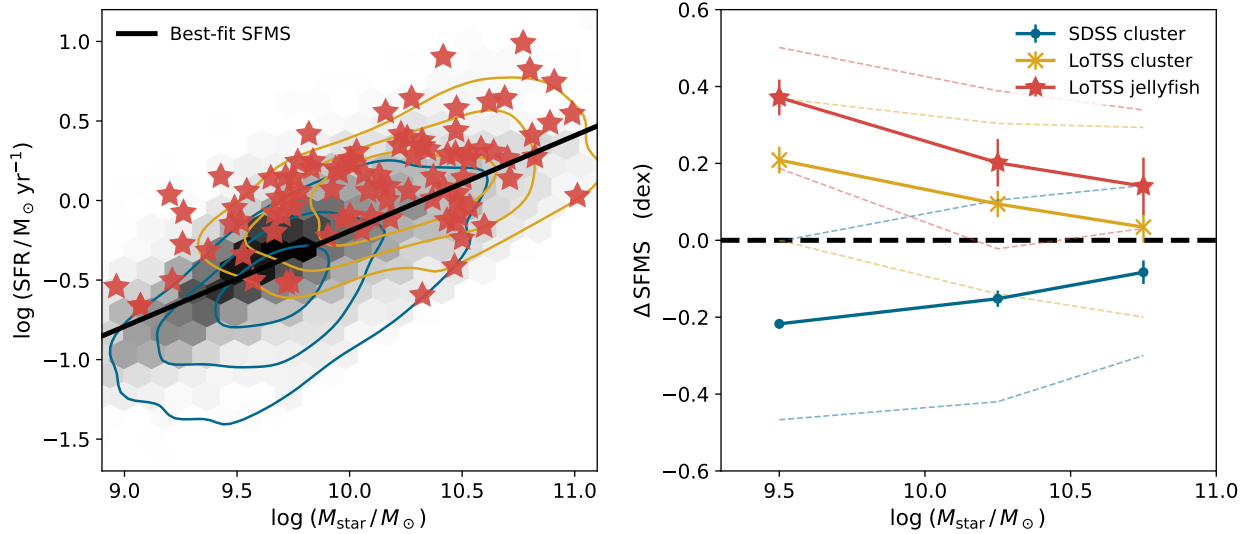 Best-fit SFMS
log (SFR / M⊙ yr⁻¹)
1.0
0.5
0.0
−0.5
−1.0
−1.5
9.0 9.5 10.0 10.5 11.0
log (Mstar / M⊙)
SDSS cluster
LoTSS cluster
LoTSS jellyfish
ΔSFMS (dex)
0.6
0.4
0.2
0.0
−0.2
−0.4
−0.6
9.5 10.0 10.5 11.0
log (Mstar / M⊙)